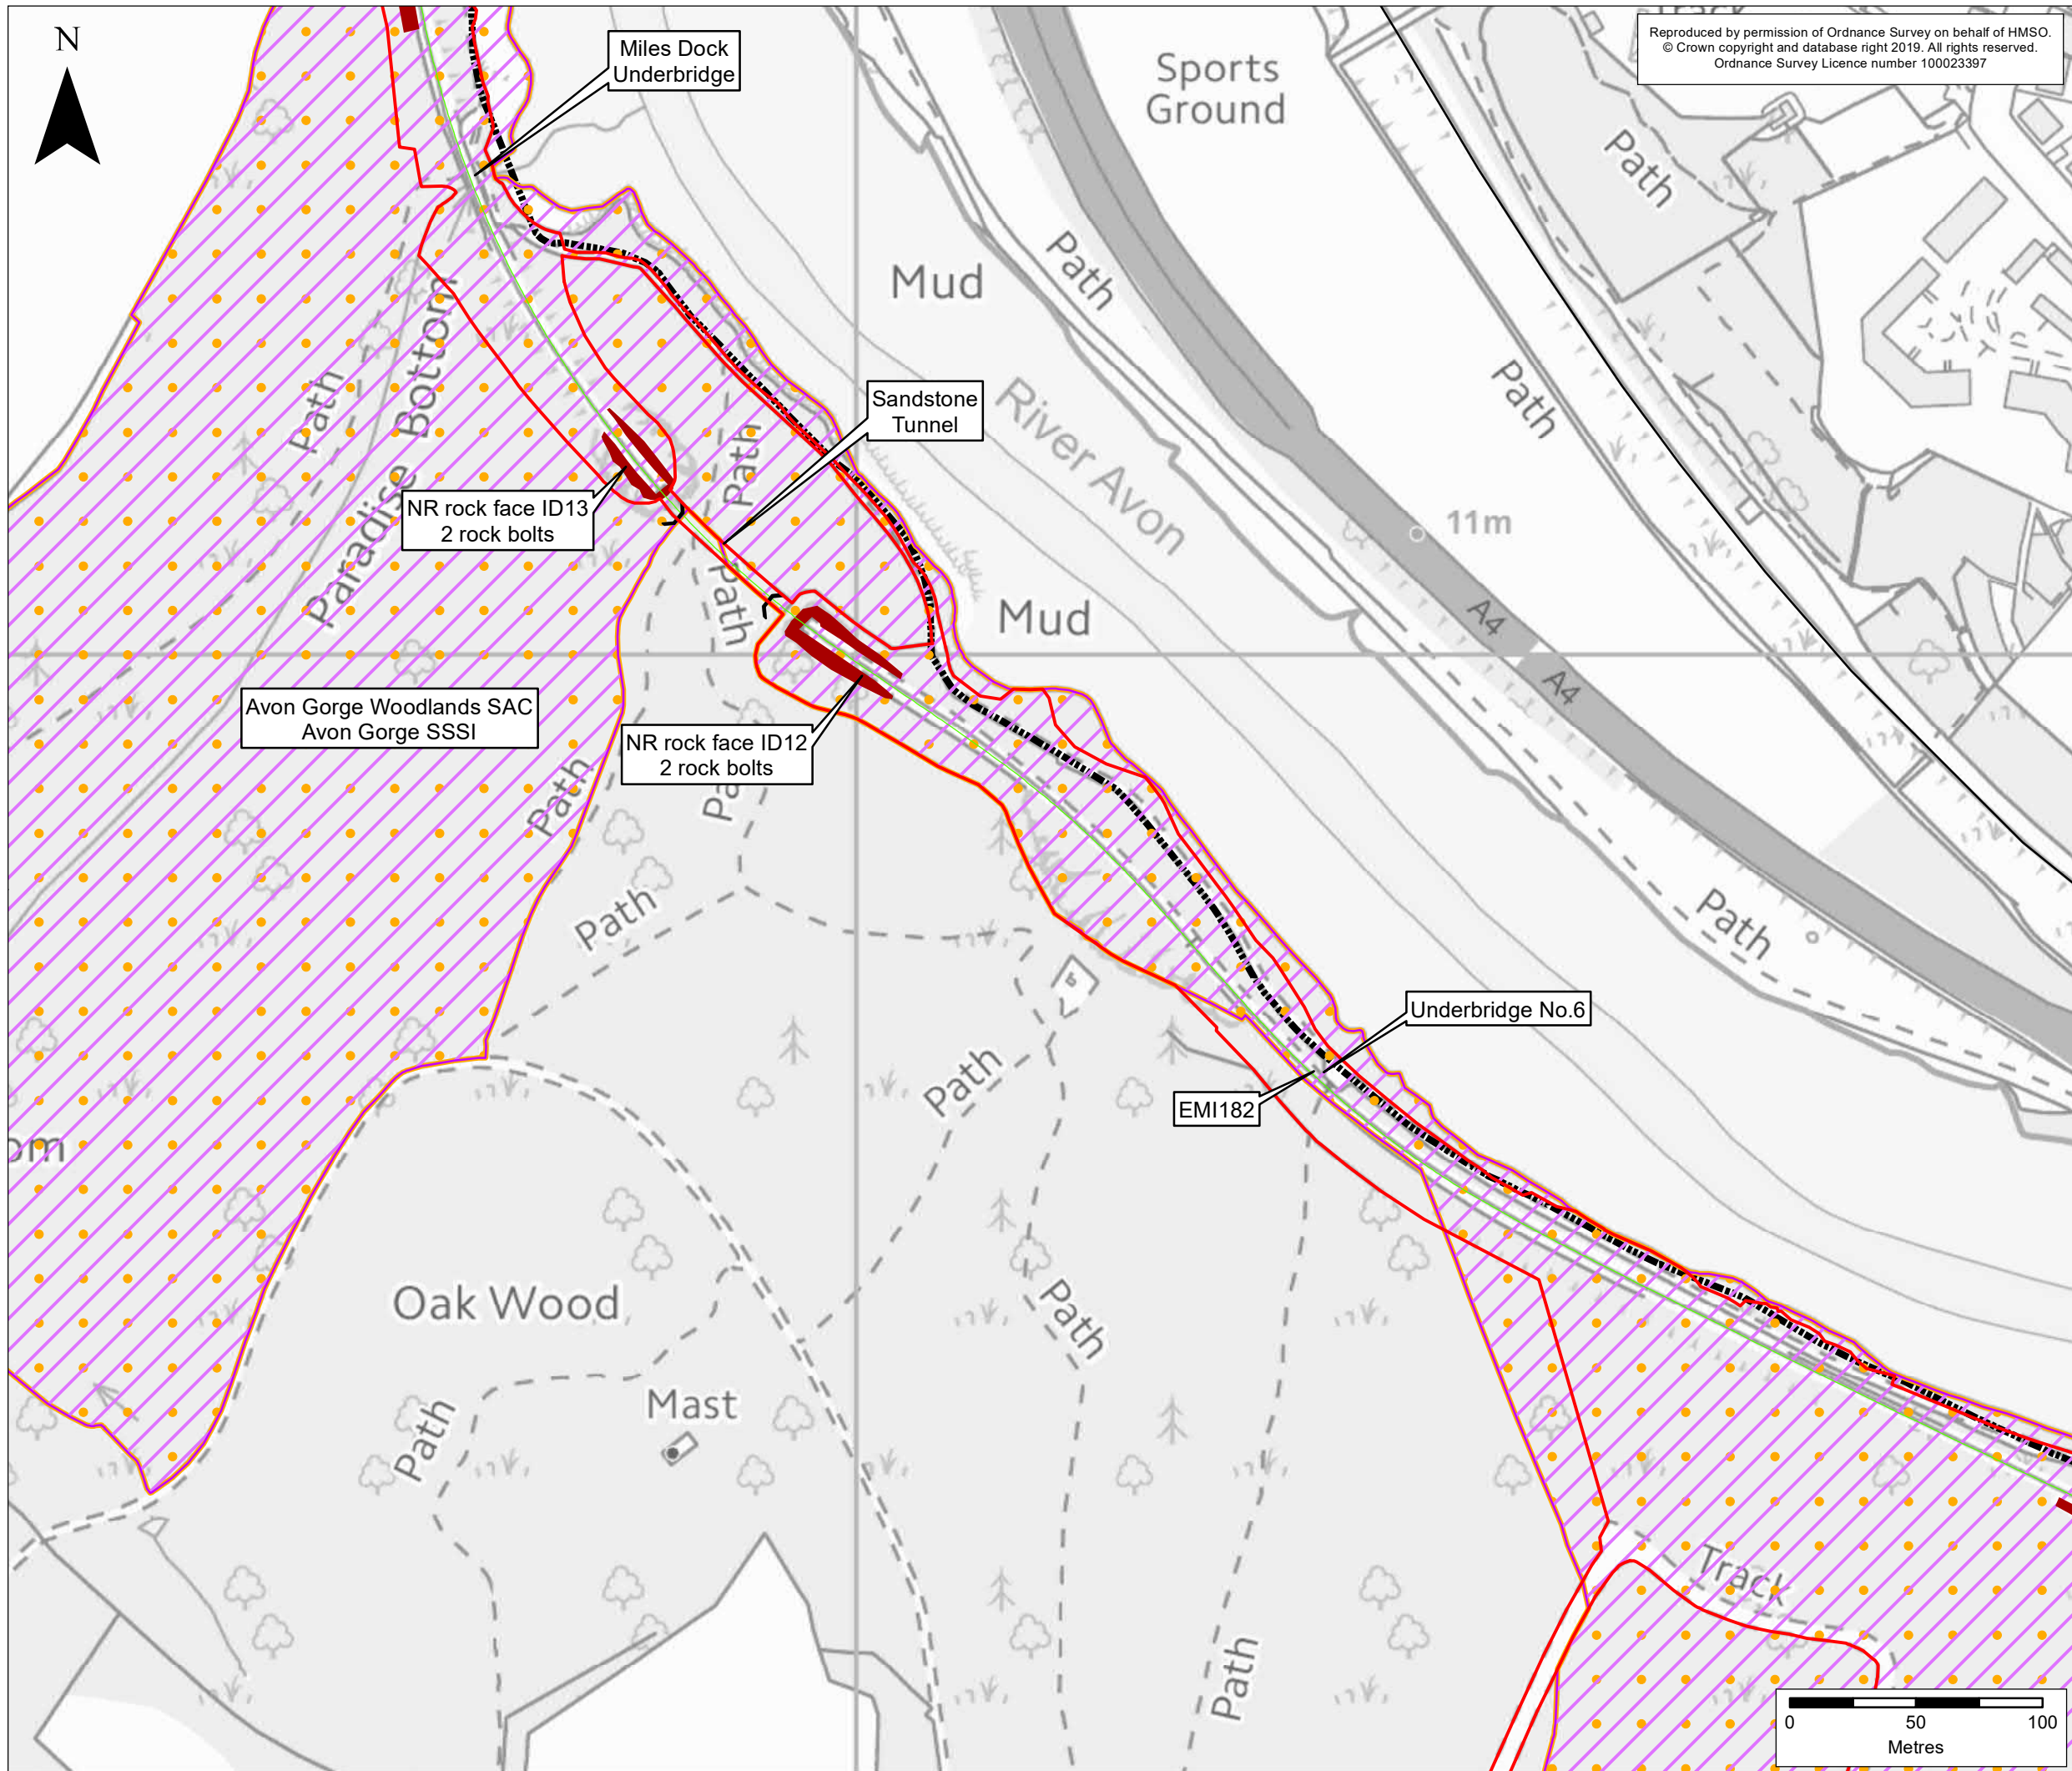 N
Miles Dock
Underbridge
Sports
Ground
Track
Reproduced by permission of Ordnance Survey on behalf of HMSO.
© Crown copyright and database right 2019. All rights reserved.
Ordnance Survey Licence number 100023397
Path
Path
Mud
Path
Path
Paradise Bottom
Sandstone
Tunnel
River Avon
Path
11m
NR rock face ID13
2 rock bolts
Path
Mud
A4
A4
Avon Gorge Woodlands SAC
Avon Gorge SSSI
NR rock face ID12
2 rock bolts
Path
Pa
Path
Path
Underbridge No.6
Path
EMI182
om
Oak Wood
Path
Mast
Path
Track
Path
0 50 100
Metres